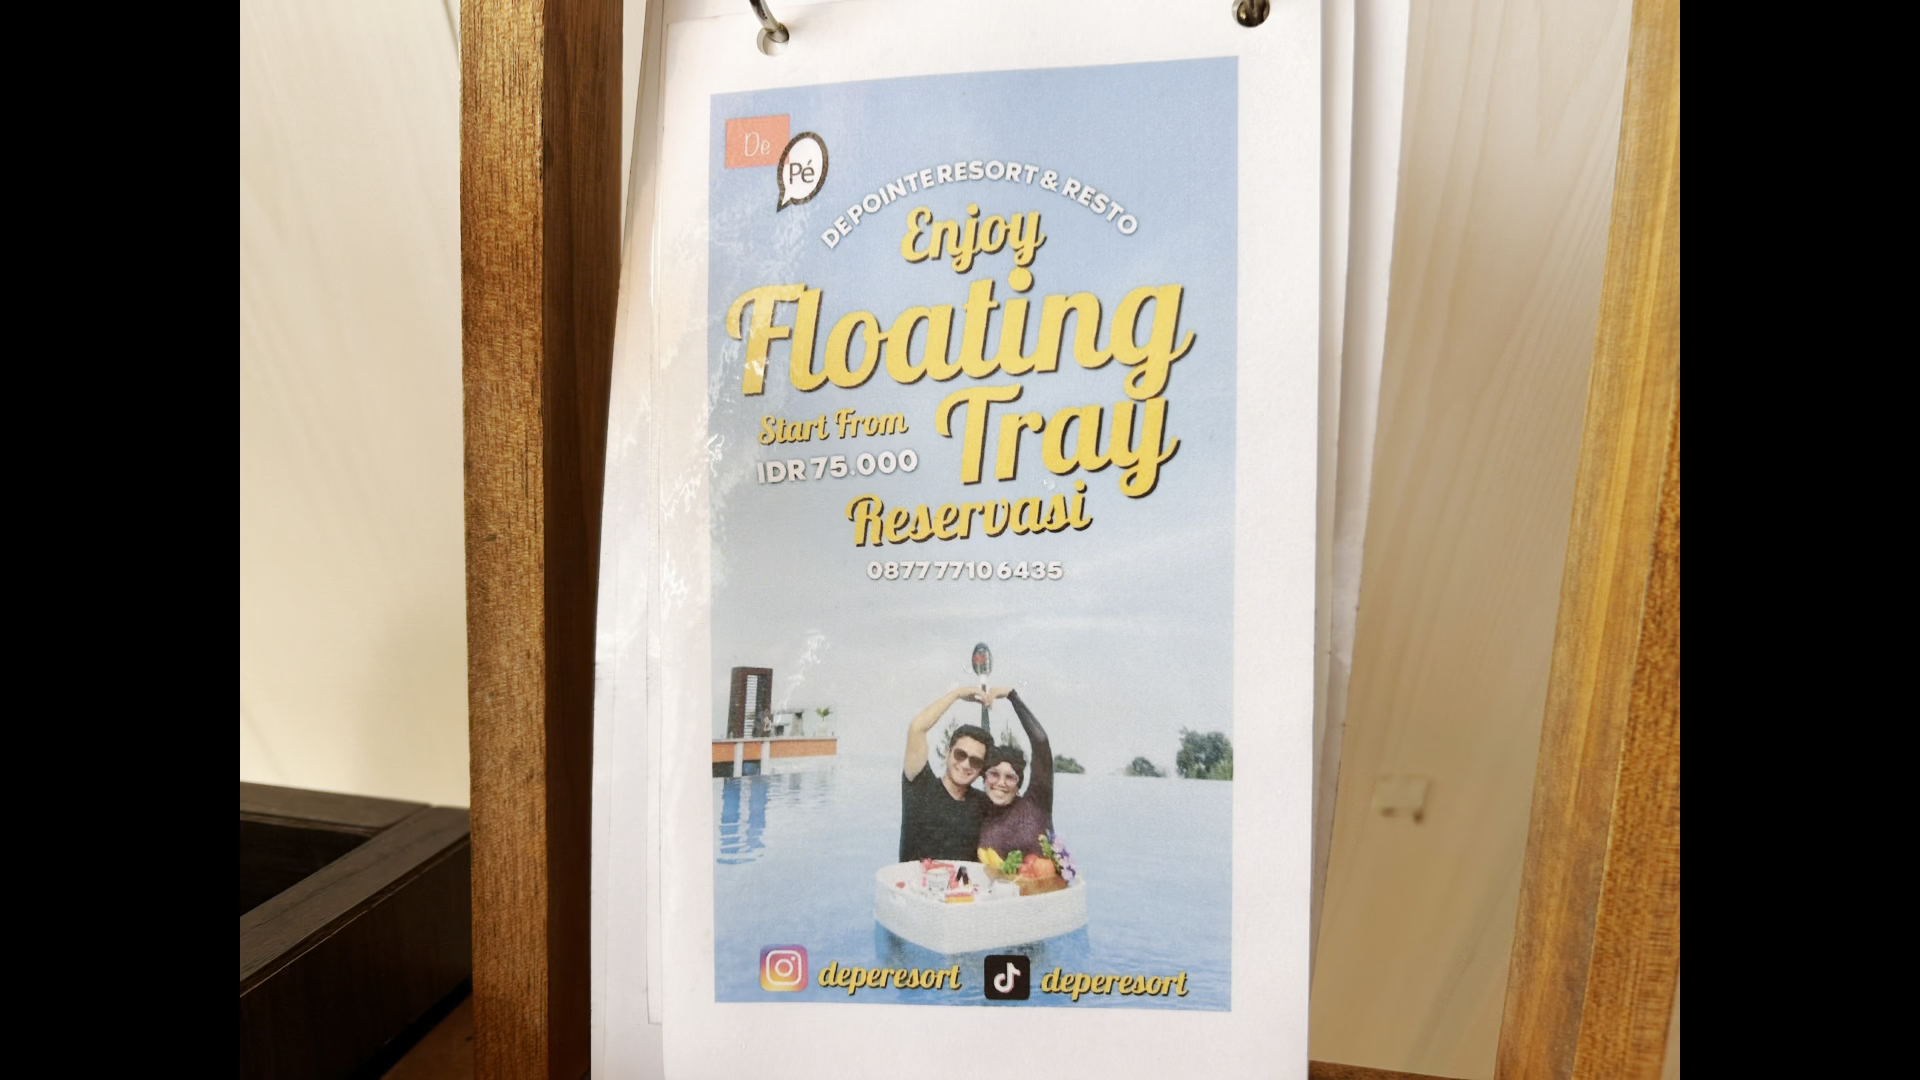 De
Pé
DE POINTE RESORT & RESTO
Enjoy
Floating
Tray
Start From
IDR 75.000
Reservasi
0877 7710 6435
deperesort
deperesort